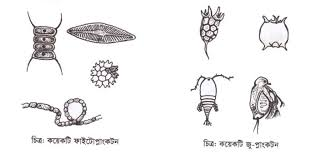 চিত্র: কয়েকটি ফাইটোপ্লাংকটন
চিত্র: কয়েকটি জু-প্লাংকটন